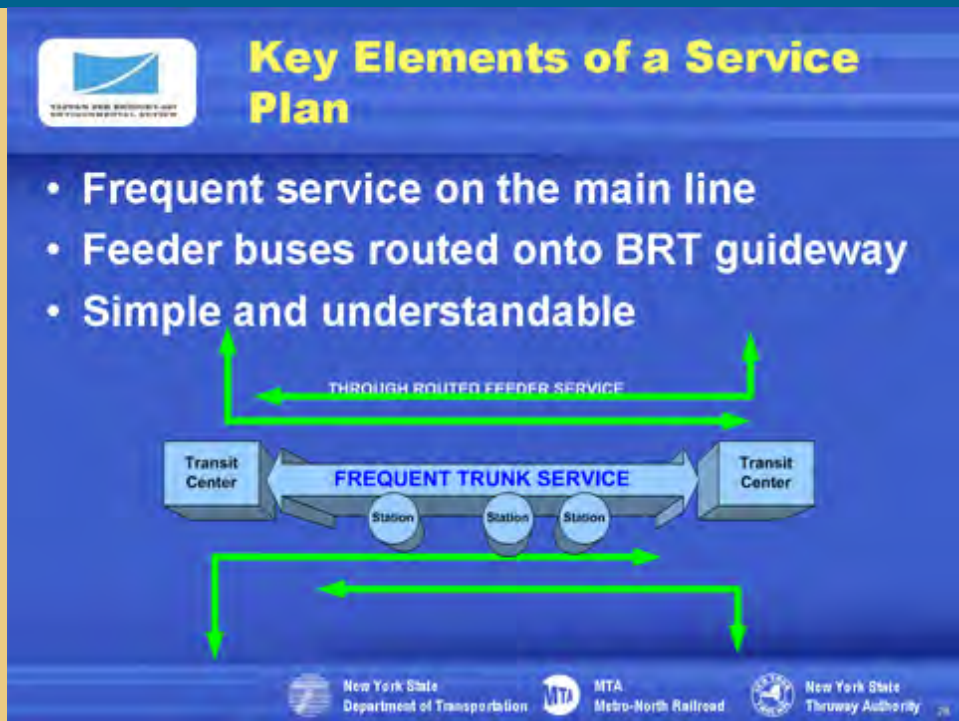 Key Elements of a Service
Plan
• Frequent service on the main line
• Feeder buses routed onto BRT guideway
• Simple and understandable
THROUGH ROUTED FEEDER SERVICE
Transit
Center
FREQUENT TRUNK SERVICE
Transit
Center
Station
Station
Station
New York State
Department of Transportation
MTA
MTA
Metro-North Railroad
New York State
Thruway Authority